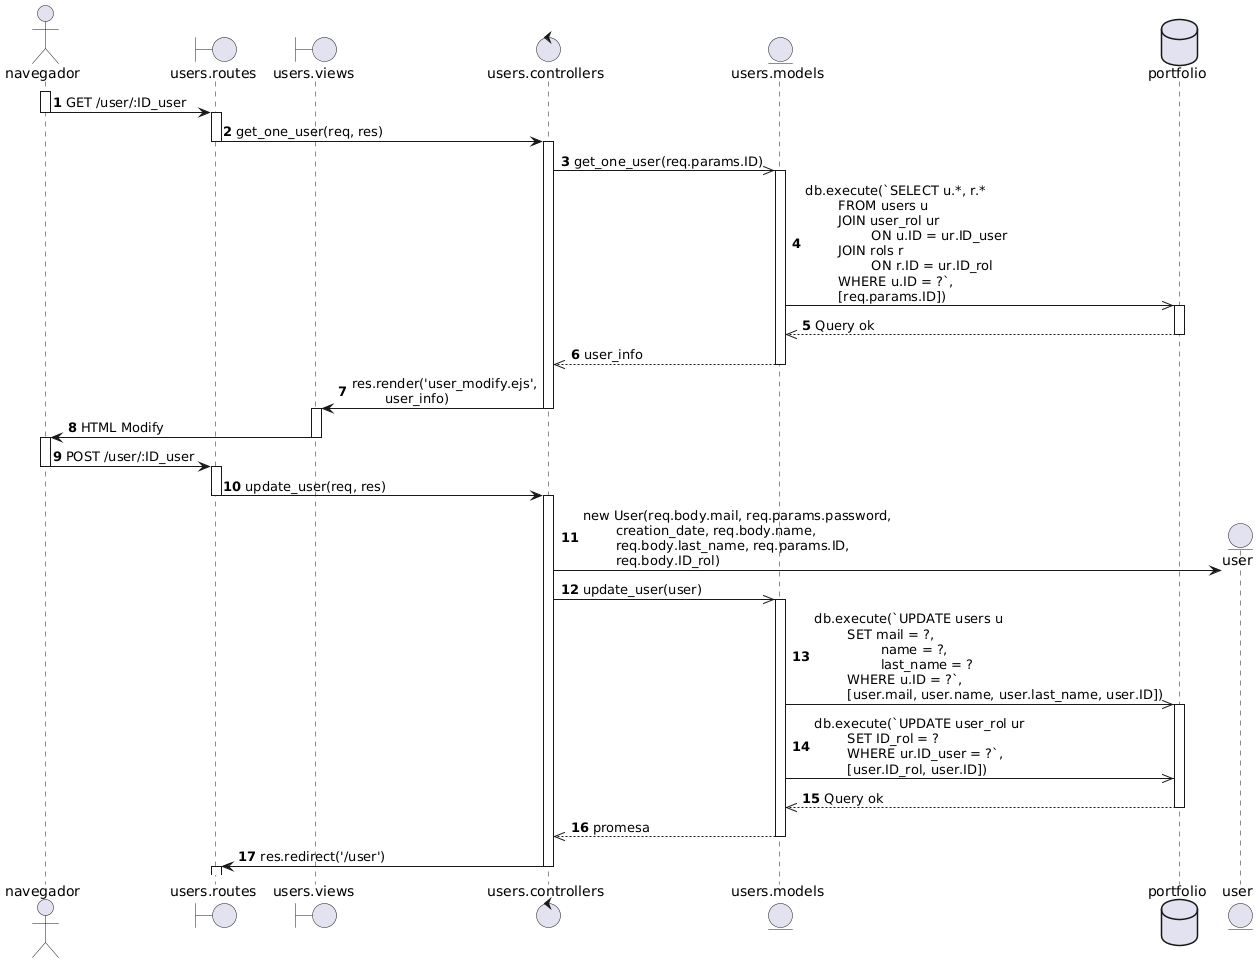 navegador
users.routes
users.views
users.controllers
users.models
portfolio
1 GET /user/:ID_user
2 get_one_user(req, res)
3 get_one_user(req.params.ID)
db.execute(`SELECT u.*, r.*
FROM users u
JOIN user_rol ur
ON u.ID = ur.ID_user
4
JOIN rols r
ON r.ID = ur.ID_rol
WHERE u.ID = ?`,
[req.params.ID])
5 Query ok
6 user_info
7 res.render('user_modify.ejs',
user_info)
8 HTML Modify
9 POST /user/:ID_user
10 update_user(req, res)
new User(req.body.mail, req.params.password,
creation_date, req.body.name,
11
req.body.last_name, req.params.ID,
req.body.ID_rol)
user
12 update_user(user)
db.execute(`UPDATE users u
SET mail = ?,
name = ?,
13
last_name = ?
WHERE u.ID = ?`,
[user.mail, user.name, user.last_name, user.ID])
db.execute(`UPDATE user_rol ur
SET ID_rol = ?
14
WHERE ur.ID_user = ?`,
[user.ID_rol, user.ID])
15 Query ok
16 promesa
17 res.redirect('/user')
navegador
users.routes
users.views
users.controllers
users.models
portfolio
user